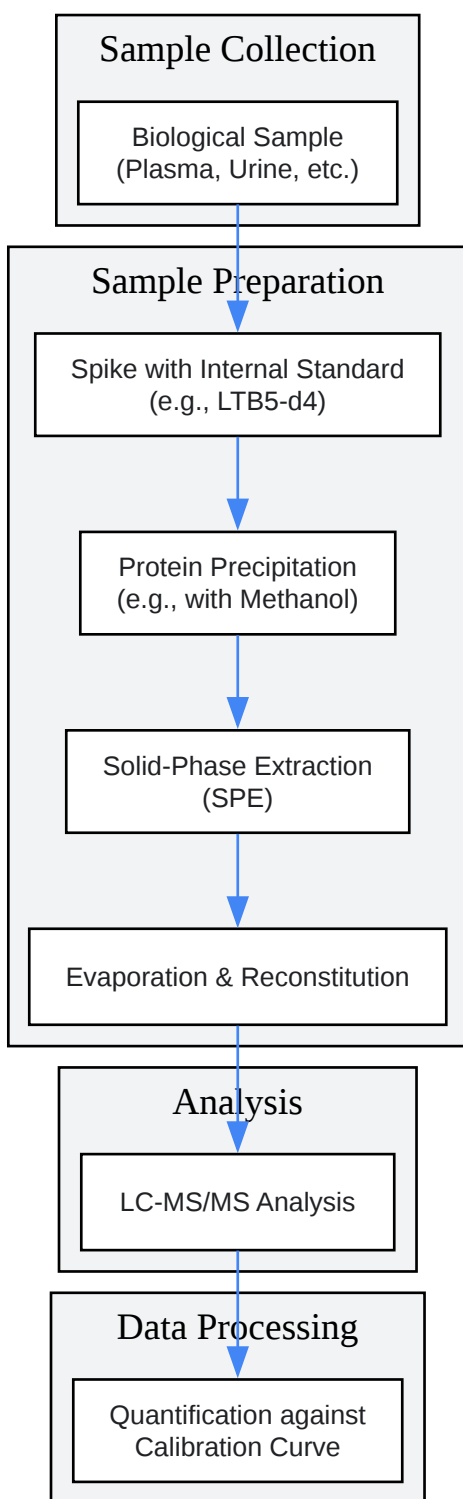 Sample Collection
Biological Sample
(Plasma, Urine, etc.)
Sample Preparation
Spike with Internal Standard
(e.g., LTB5-d4)
Protein Precipitation
(e.g., with Methanol)
Solid-Phase Extraction
(SPE)
Evaporation & Reconstitution
Analysis
LC-MS/MS Analysis
Data Processing
Quantification against
Calibration Curve